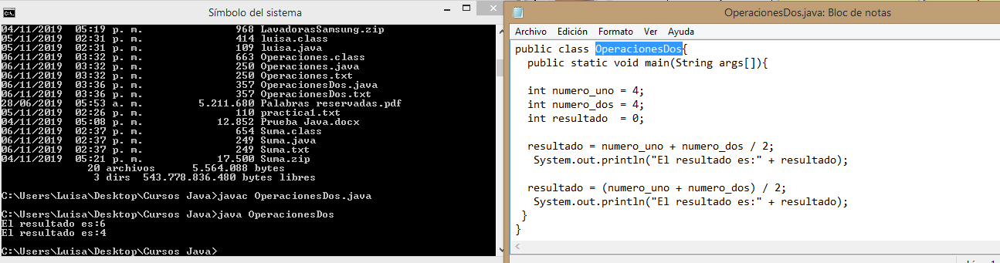 Símbolo del sistema
04/11/2019  05:19 p. m.               968 LavadorasSamsung.zip
05/11/2019  02:31 p. m.               414 luisa.class
05/11/2019  02:31 p. m.               109 luisa.java
06/11/2019  03:32 p. m.               663 Operaciones.class
06/11/2019  03:32 p. m.               250 Operaciones.java
06/11/2019  03:32 p. m.               250 Operaciones.txt
06/11/2019  03:36 p. m.               357 OperacionesDos.java
06/11/2019  03:36 p. m.               357 OperacionesDos.txt
28/06/2019  05:53 a. m.         5.211.680 Palabras reservadas.pdf
05/11/2019  02:26 p. m.               110 practica1.txt
04/11/2019  05:08 p. m.            12.852 Prueba Java.docx
06/11/2019  02:37 p. m.               654 Suma.class
06/11/2019  02:37 p. m.               249 Suma.java
06/11/2019  02:37 p. m.               249 Suma.txt
04/11/2019  05:21 p. m.            17.500 Suma.zip
20 archivos      5.564.088 bytes
3 dirs  543.778.836.480 bytes libres
C:\Users\Luisa\Desktop\Cursos Java>javac OperacionesDos.java
C:\Users\Luisa\Desktop\Cursos Java>java OperacionesDos
El resultado es:6
El resultado es:4
C:\Users\Luisa\Desktop\Cursos Java>
OperacionesDos.java: Bloc de notas
Archivo Edición Formato Ver Ayuda
public class OperacionesDos{
public static void main(String args[]){
int numero_uno = 4;
int numero_dos = 4;
int resultado  = 0;
resultado = numero_uno + numero_dos / 2;
System.out.println("El resultado es:" + resultado);
resultado = (numero_uno + numero_dos) / 2;
System.out.println("El resultado es:" + resultado);
}
}